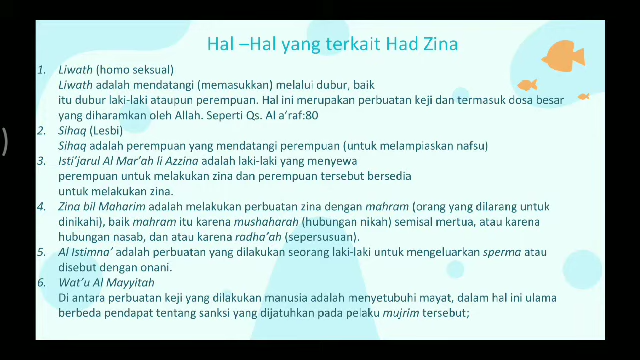 Hal –Hal yang terkait Had Zina
1. Liwath (homo seksual)
Liwath adalah mendatangi (memasukkan) melalui dubur, baik
itu dubur laki-laki ataupun perempuan. Hal ini merupakan perbuatan keji dan termasuk dosa besar
yang diharamkan oleh Allah. Seperti Qs. Al a’raf:80
2. Sihaq (Lesbi)
Sihaq adalah perempuan yang mendatangi perempuan (untuk melampiaskan nafsu)
3. Isti’jarul Al Mar’ah li Azzina adalah laki-laki yang menyewa
perempuan untuk melakukan zina dan perempuan tersebut bersedia
untuk melakukan zina.
4. Zina bil Maharim adalah melakukan perbuatan zina dengan mahram (orang yang dilarang untuk
dinikahi), baik mahram itu karena mushaharah (hubungan nikah) semisal mertua, atau karena
hubungan nasab, dan atau karena radha’ah (sepersusuan).
5. Al Istimna’ adalah perbuatan yang dilakukan seorang laki-laki untuk mengeluarkan sperma atau
disebut dengan onani.
6. Wat’u Al Mayyitah
Di antara perbuatan keji yang dilakukan manusia adalah menyetubuhi mayat, dalam hal ini ulama
berbeda pendapat tentang sanksi yang dijatuhkan pada pelaku mujrim tersebut;